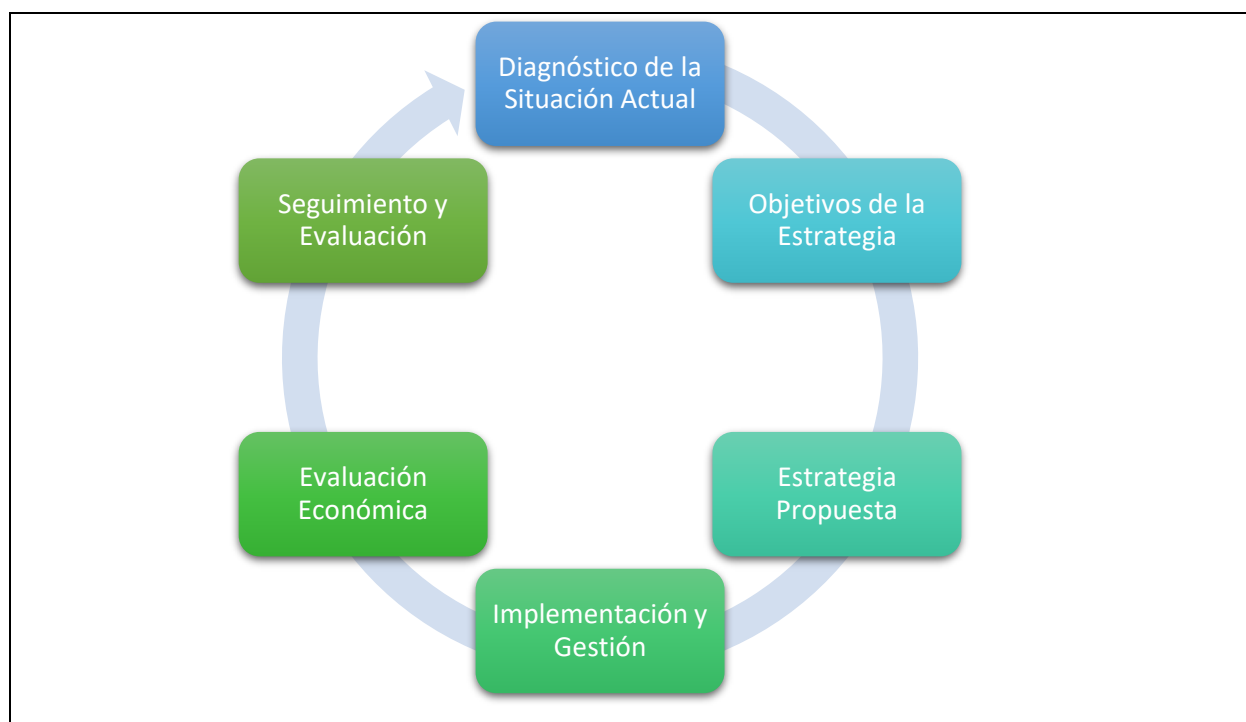 Diagnóstico de la
Situación Actual
Objetivos de la
Estrategia
Estrategia
Propuesta
Implementación y
Gestión
Evaluación
Económica
Seguimiento y
Evaluación